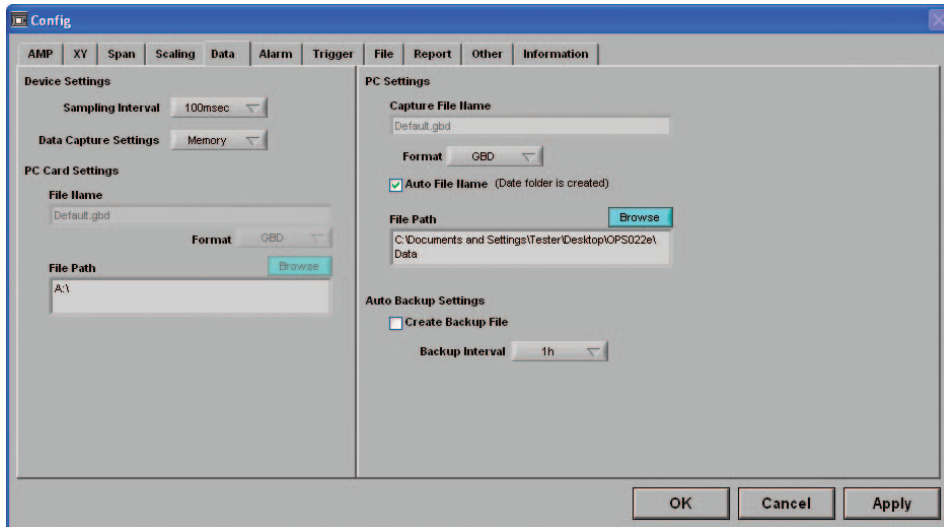 Config
AMP XY Span Scaling Data Alarm Trigger File Report Other Information
Device Settings
Sampling Interval 100msec
Data Capture Settings Memory
PC Card Settings
File Name
Default.gbd
Format GBD
File Path Browse
A:\
PC Settings
Capture File Name
Default.gbd
Format GBD
Auto File Name (Date folder is created)
File Path Browse
C:\Documents and Settings\Tester\Desktop\OPS022e\
Data
Auto Backup Settings
Create Backup File
Backup Interval 1h
OK Cancel Apply